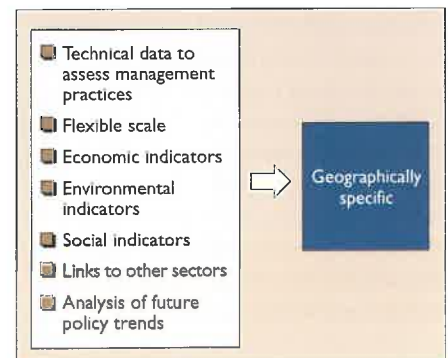 Technical data to
assess management
practices
Flexible scale
Economic indicators
Environmental
indicators
Social indicators
Links to other sectors
Analysis of future
policy trends
Geographically
specific